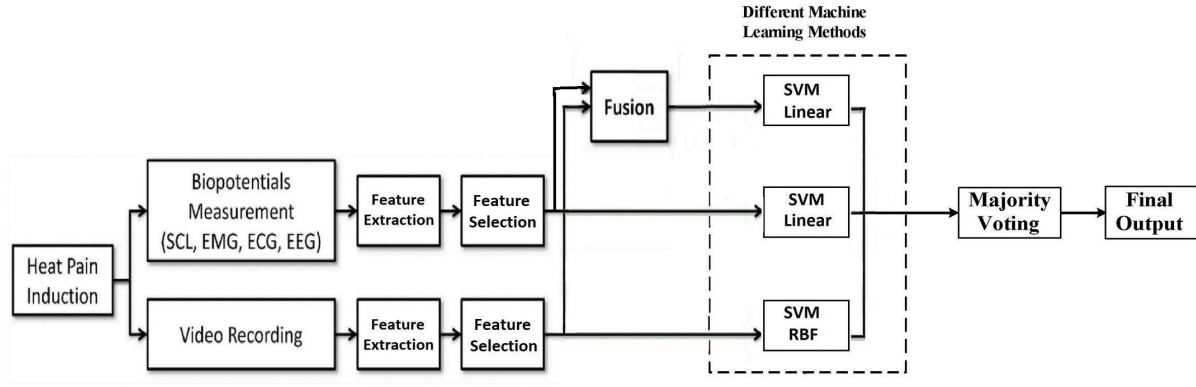 Different Machine
Learning Methods
SVM
Linear
Fusion
Biopotentials
Measurement
(SCL, EMG, ECG, EEG)
Feature
Extraction
Feature
Selection
SVM
Linear
Majority
Voting
Final
Output
Heat Pain
Induction
Video Recording
Feature
Extraction
Feature
Selection
SVM
RBF